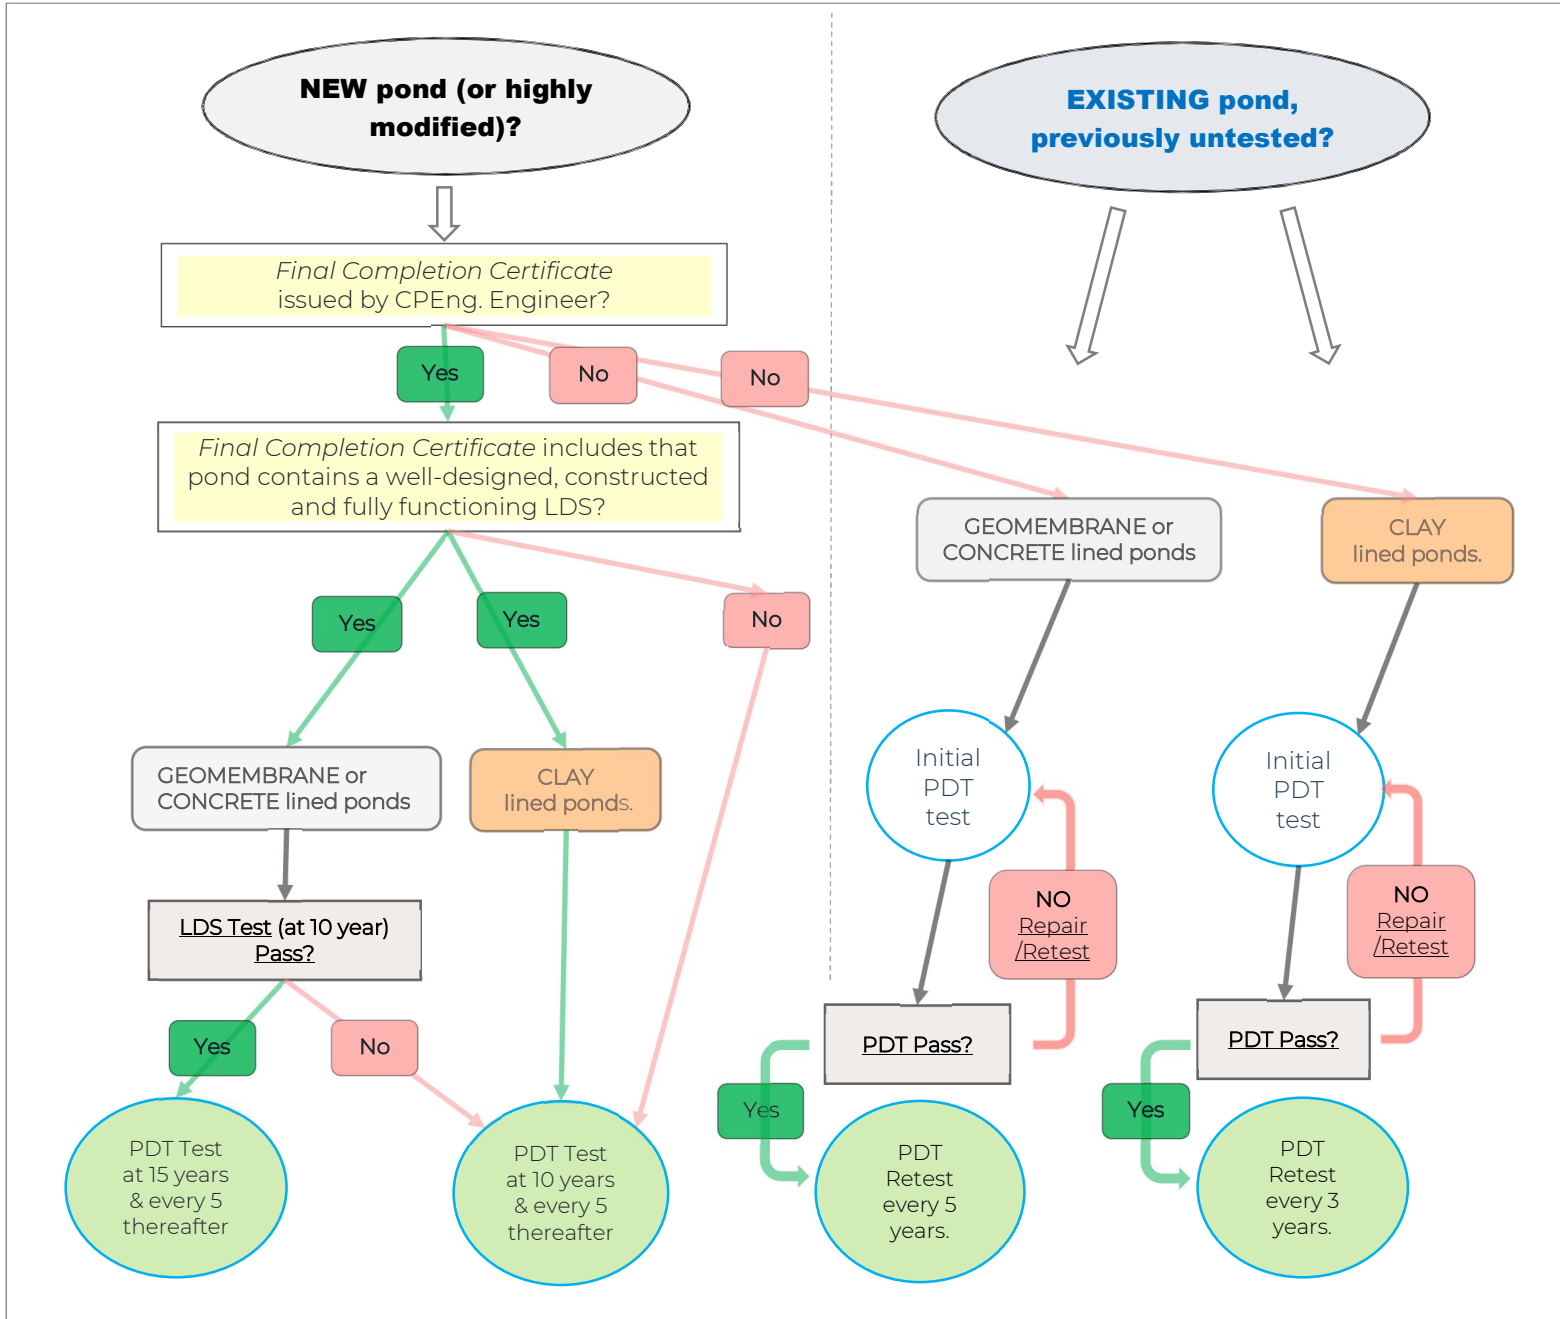 NEW pond (or highly
modified)?
EXISTING pond,
previously untested?
Final Completion Certificate
issued by CPEng. Engineer?
Yes
No
No
Final Completion Certificate includes that
pond contains a well-designed, constructed
and fully functioning LDS?
GEOMEMBRANE or
CONCRETE lined ponds
CLAY
lined ponds.
Yes
Yes
No
GEOMEMBRANE or
CONCRETE lined ponds
CLAY
lined ponds.
Initial
PDT
test
Initial
PDT
test
LDS Test (at 10 year)
Pass?
NO
Repair
/Retest
NO
Repair
/Retest
Yes
No
PDT Pass?
PDT Pass?
Yes
Yes
PDT Test
at 15 years
& every 5
thereafter
PDT Test
at 10 years
& every 5
thereafter
PDT
Retest
every 5
years.
PDT
Retest
every 3
years.